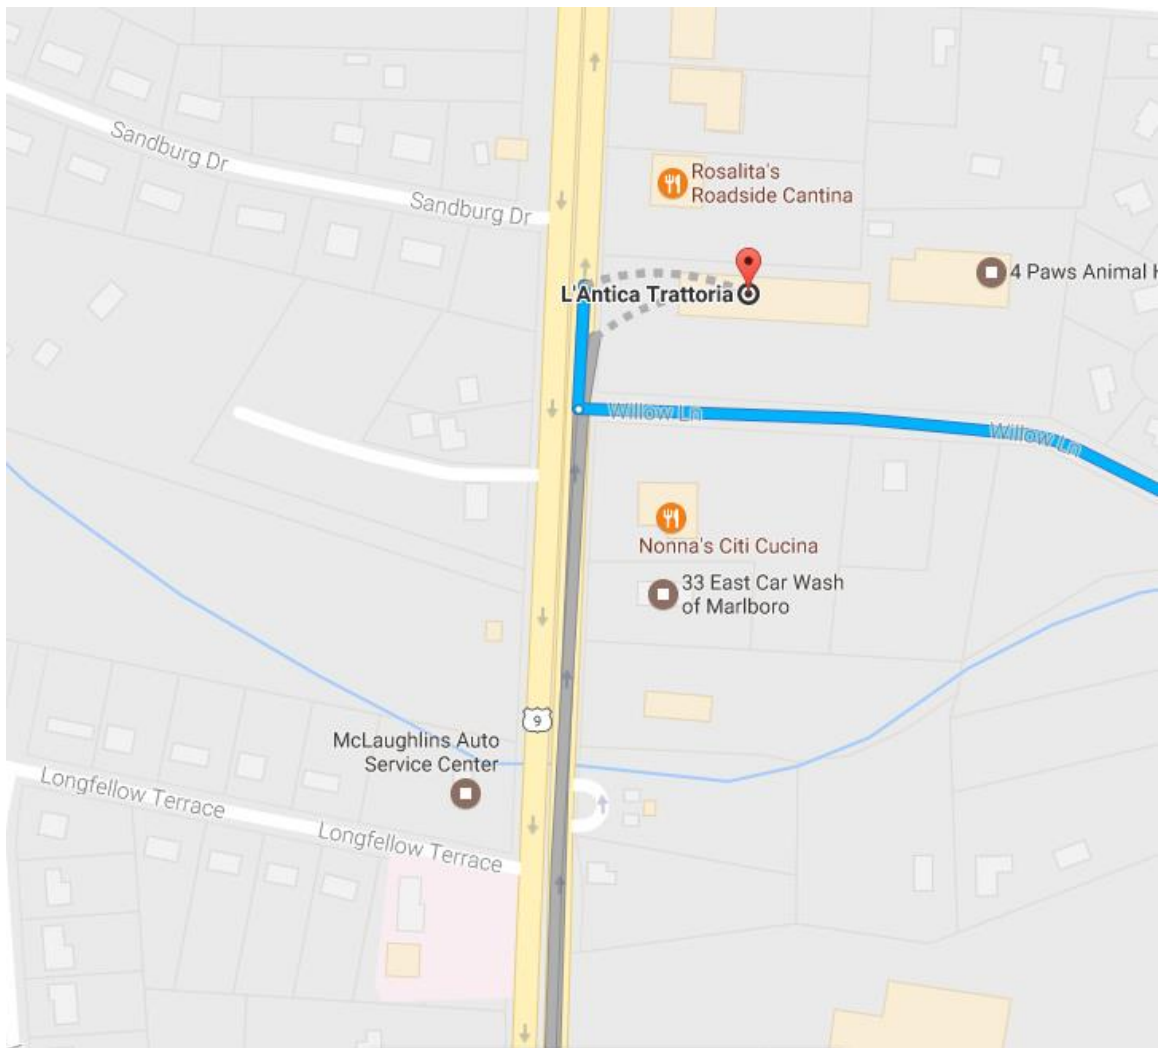 Sandburg Dr
Sandburg Dr
Rosalita's
Roadside Cantina
4 Paws Animal H
L'Antica Trattoria
Willow Ln
Willow Ln
Nonna's Citi Cucina
33 East Car Wash
of Marlboro
9
McLaughlins Auto
Service Center
Longfellow Terrace
Longfellow Terrace